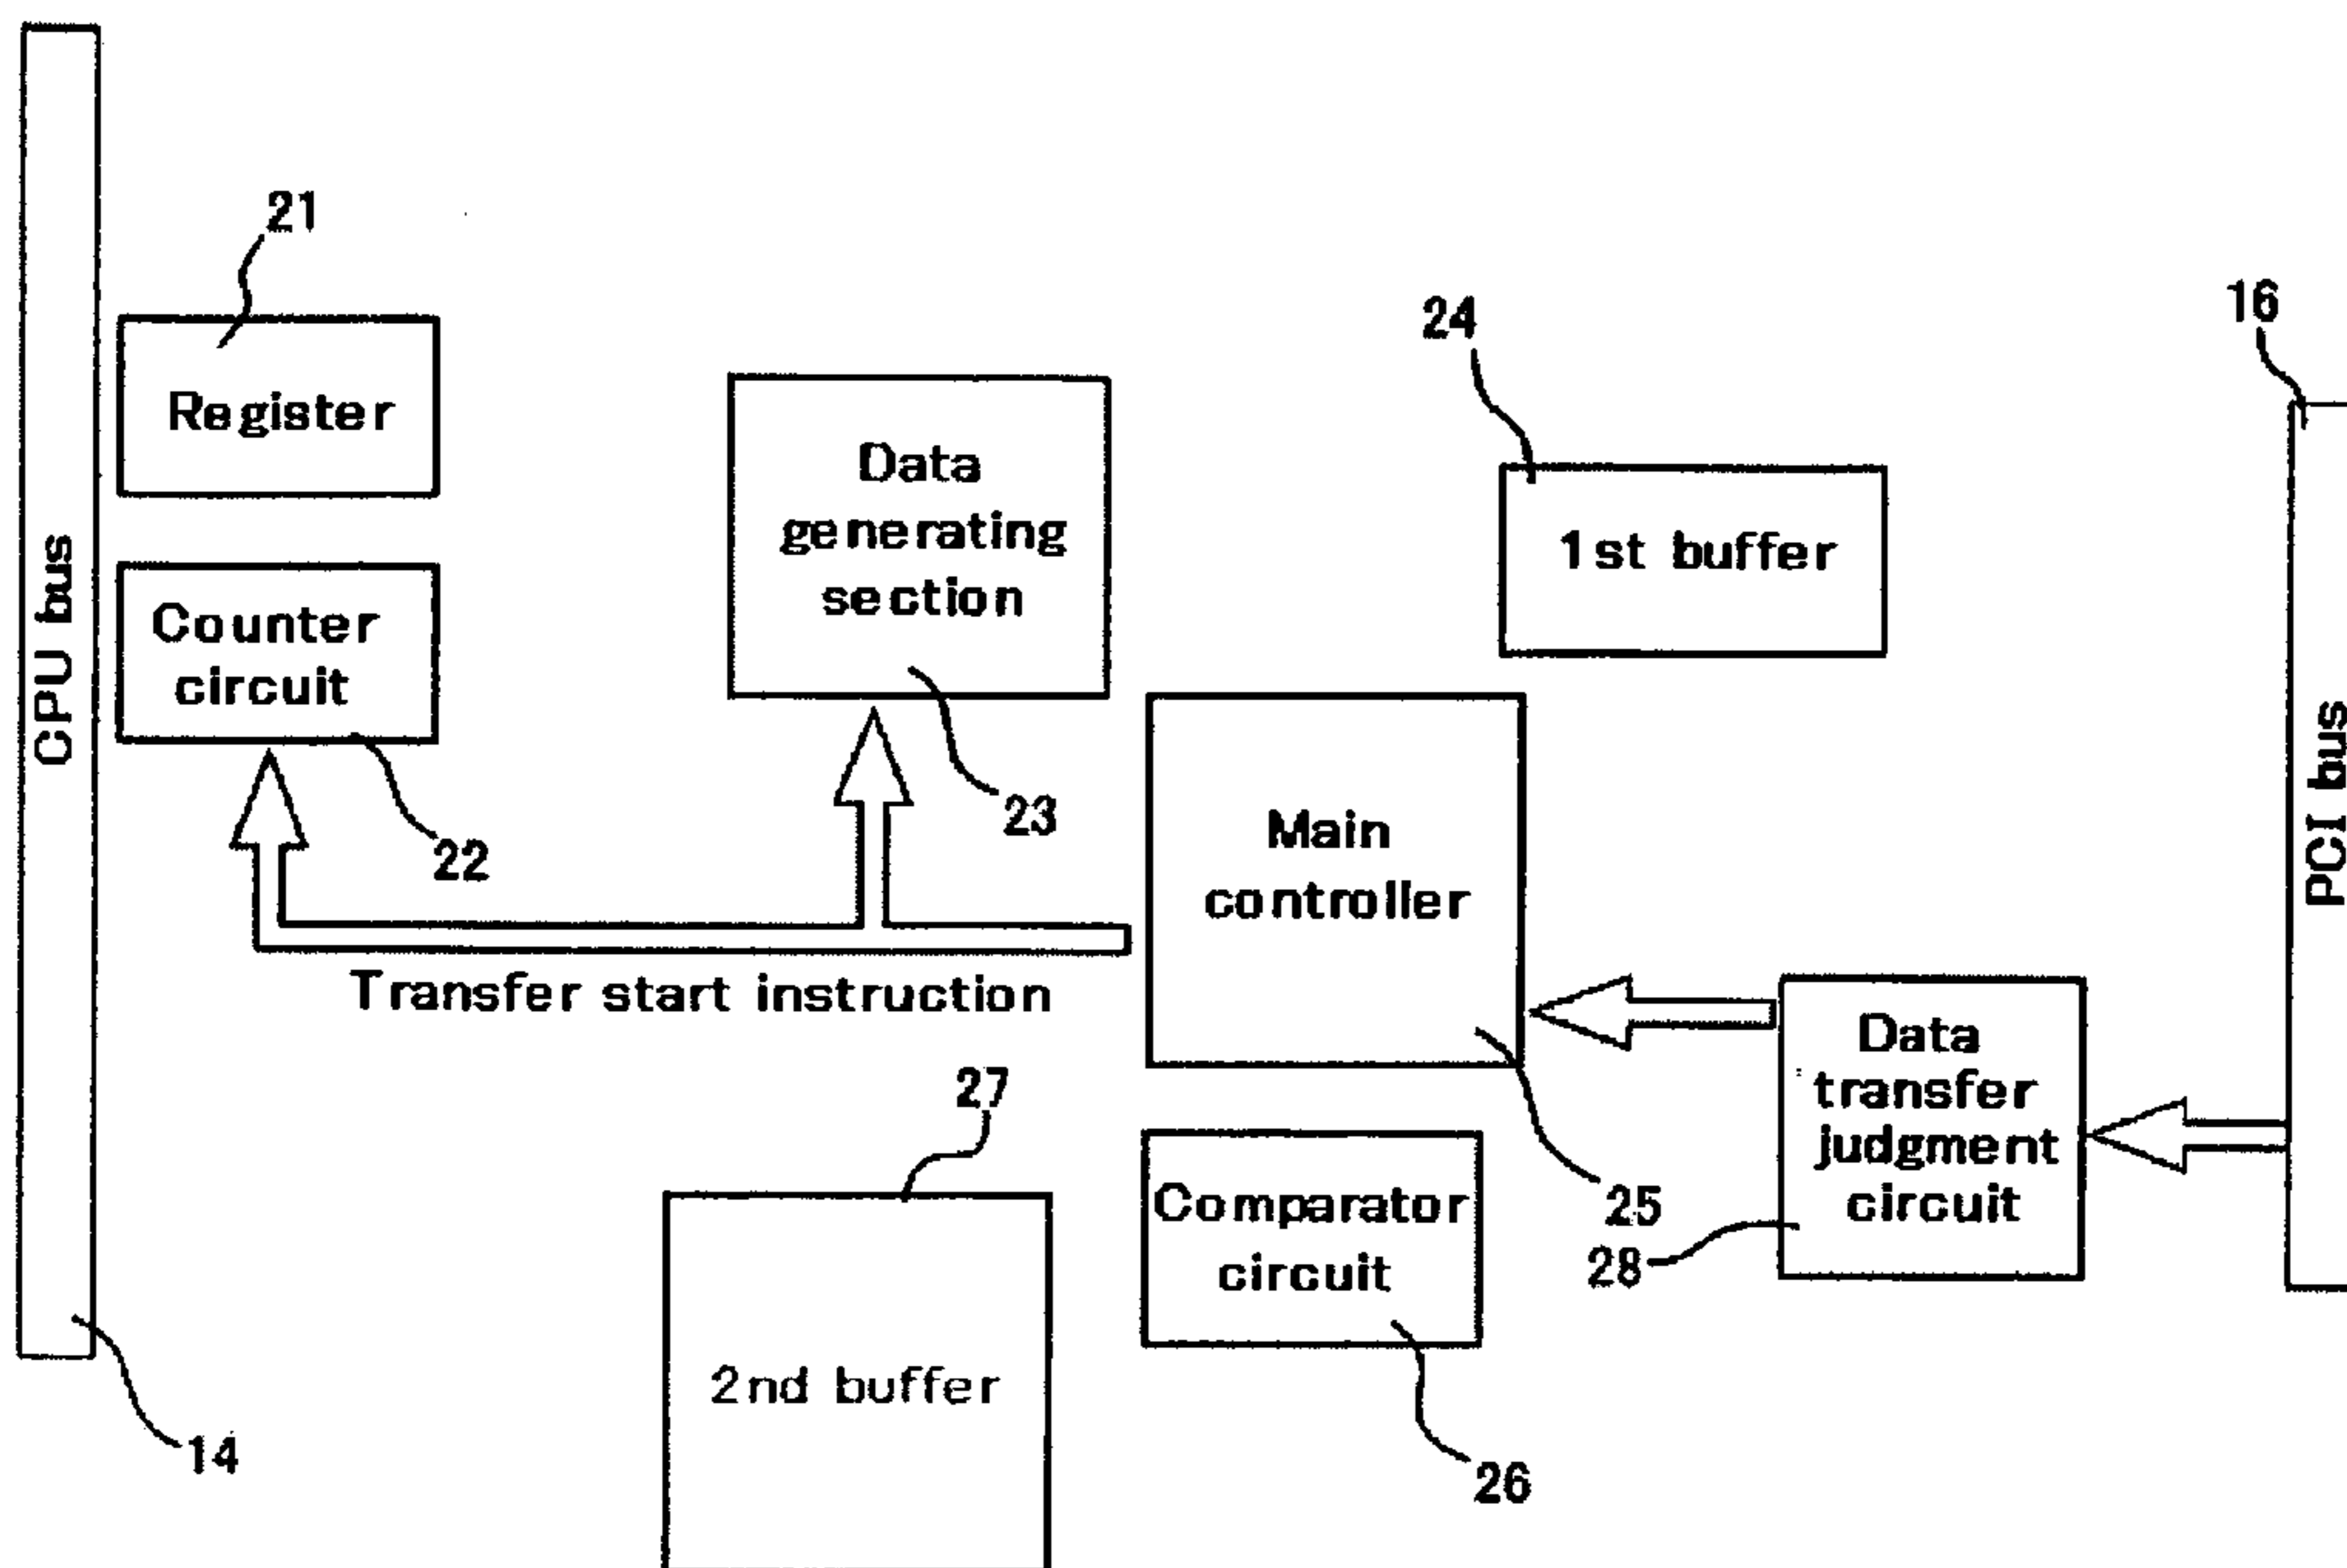 21
16
24
Register
Data
generating
section
1st buffer
CPU bus
Counter
circuit
PCI bus
23
22
Main
controller
Transfer start instruction
Data
transfer
judgment
circuit
27
25
28
Comparator
circuit
2nd buffer
14
26